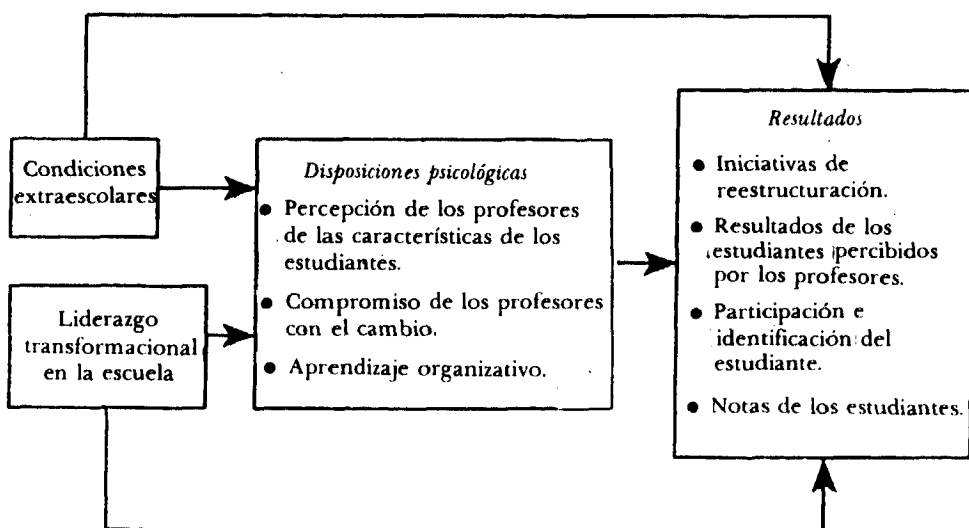 Condiciones
extraescolares
Liderazgo
transformacional
en la escuela
Disposiciones psicológicas
● Percepción de los profesores
de las características de los
estudiantes.
● Compromiso de los profesores
con el cambio.
● Aprendizaje organizativo.
Resultados
● Iniciativas de
reestructuración.
● Resultados de los
estudiantes percibidos
por los profesores.
● Participación e
identificación del
estudiante.
● Notas de los estudiantes.